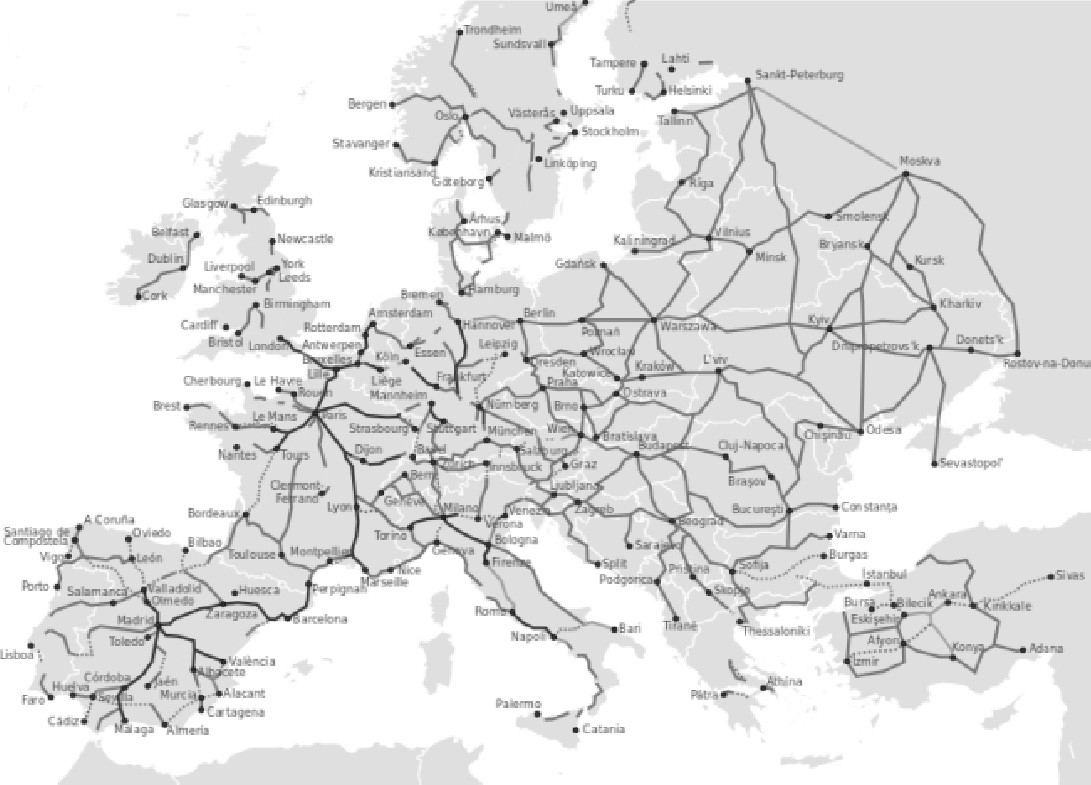 Umeå
Trondheim
Sundsvall
Tampere
Lahti
Sankt-Peterburg
Turku
Helsinki
Bergen
Oslo
Västerås
Uppsala
Tallinn
Stockholm
Stavanger
Kristiansand
Linköping
Moskva
Göteborg
Rīga
Glasgow
Edinburgh
Århus
Smolensk
Belfast
København
Malmö
Vilnius
Newcastle
Kaliningrad
Minsk
Bryansk
Dublin
Liverpool
York
Leeds
Gdańsk
Kursk
Manchester
Cork
Hamburg
Bremen
Birmingham
Amsterdam
Berlin
Kharkiv
Cardiff
Rotterdam
Hannover
Poznań
Warszawa
Kyïv
Bristol
London
Antwerpen
Leipzig
Dnipropetrovs'k
Donets'k
Bruxelles
Köln
Essen
Dresden
Wrocław
L'viv
Rostov-na-Donu
Lille
Katowice
Kraków
Cherbourg
Le Havre
Liège
Frankfurt
Praha
Rouen
Mannheim
Ostrava
Brest
Le Mans
Paris
Nürnberg
Brno
Rennes
Strasbourg
Stuttgart
München
Wien
Bratislava
Chişinău
Odesa
Nantes
Tours
Dijon
Basel
Zürich
Salzburg
Budapest
Cluj-Napoca
Innsbruck
Graz
Sevastopol'
Bern
Braşov
Clermont-
Ferrand
Genève
Ljubljana
Lyon
Milano
Venezia
Zagreb
Bucureşti
Constanţa
Bordeaux
Verona
Beograd
A Coruña
Santiago de
Compostela
Oviedo
Torino
Bologna
Varna
Bilbao
Toulouse
Montpellier
Genova
Sarajevo
Vigo
León
Nice
Firenze
Split
Priština
Sofija
Burgas
Marseille
Podgorica
İstanbul
Sivas
Porto
Salamanca
Valladolid
Olmedo
Huesca
Perpignan
Skopje
Ankara
Kırıkkale
Bursa
Bilecik
Zaragoza
Roma
Madrid
Barcelona
Tiranë
Thessaloniki
Eskişehir
Toledo
Napoli
Bari
Afyon
Lisboa
Konya
Adana
València
İzmir
Albacete
Córdoba
Jaén
Athina
Faro
Huelva
Sevilla
Murcia
Alacant
Pátra
Palermo
Cartagena
Cádiz
Málaga
Almería
Catania